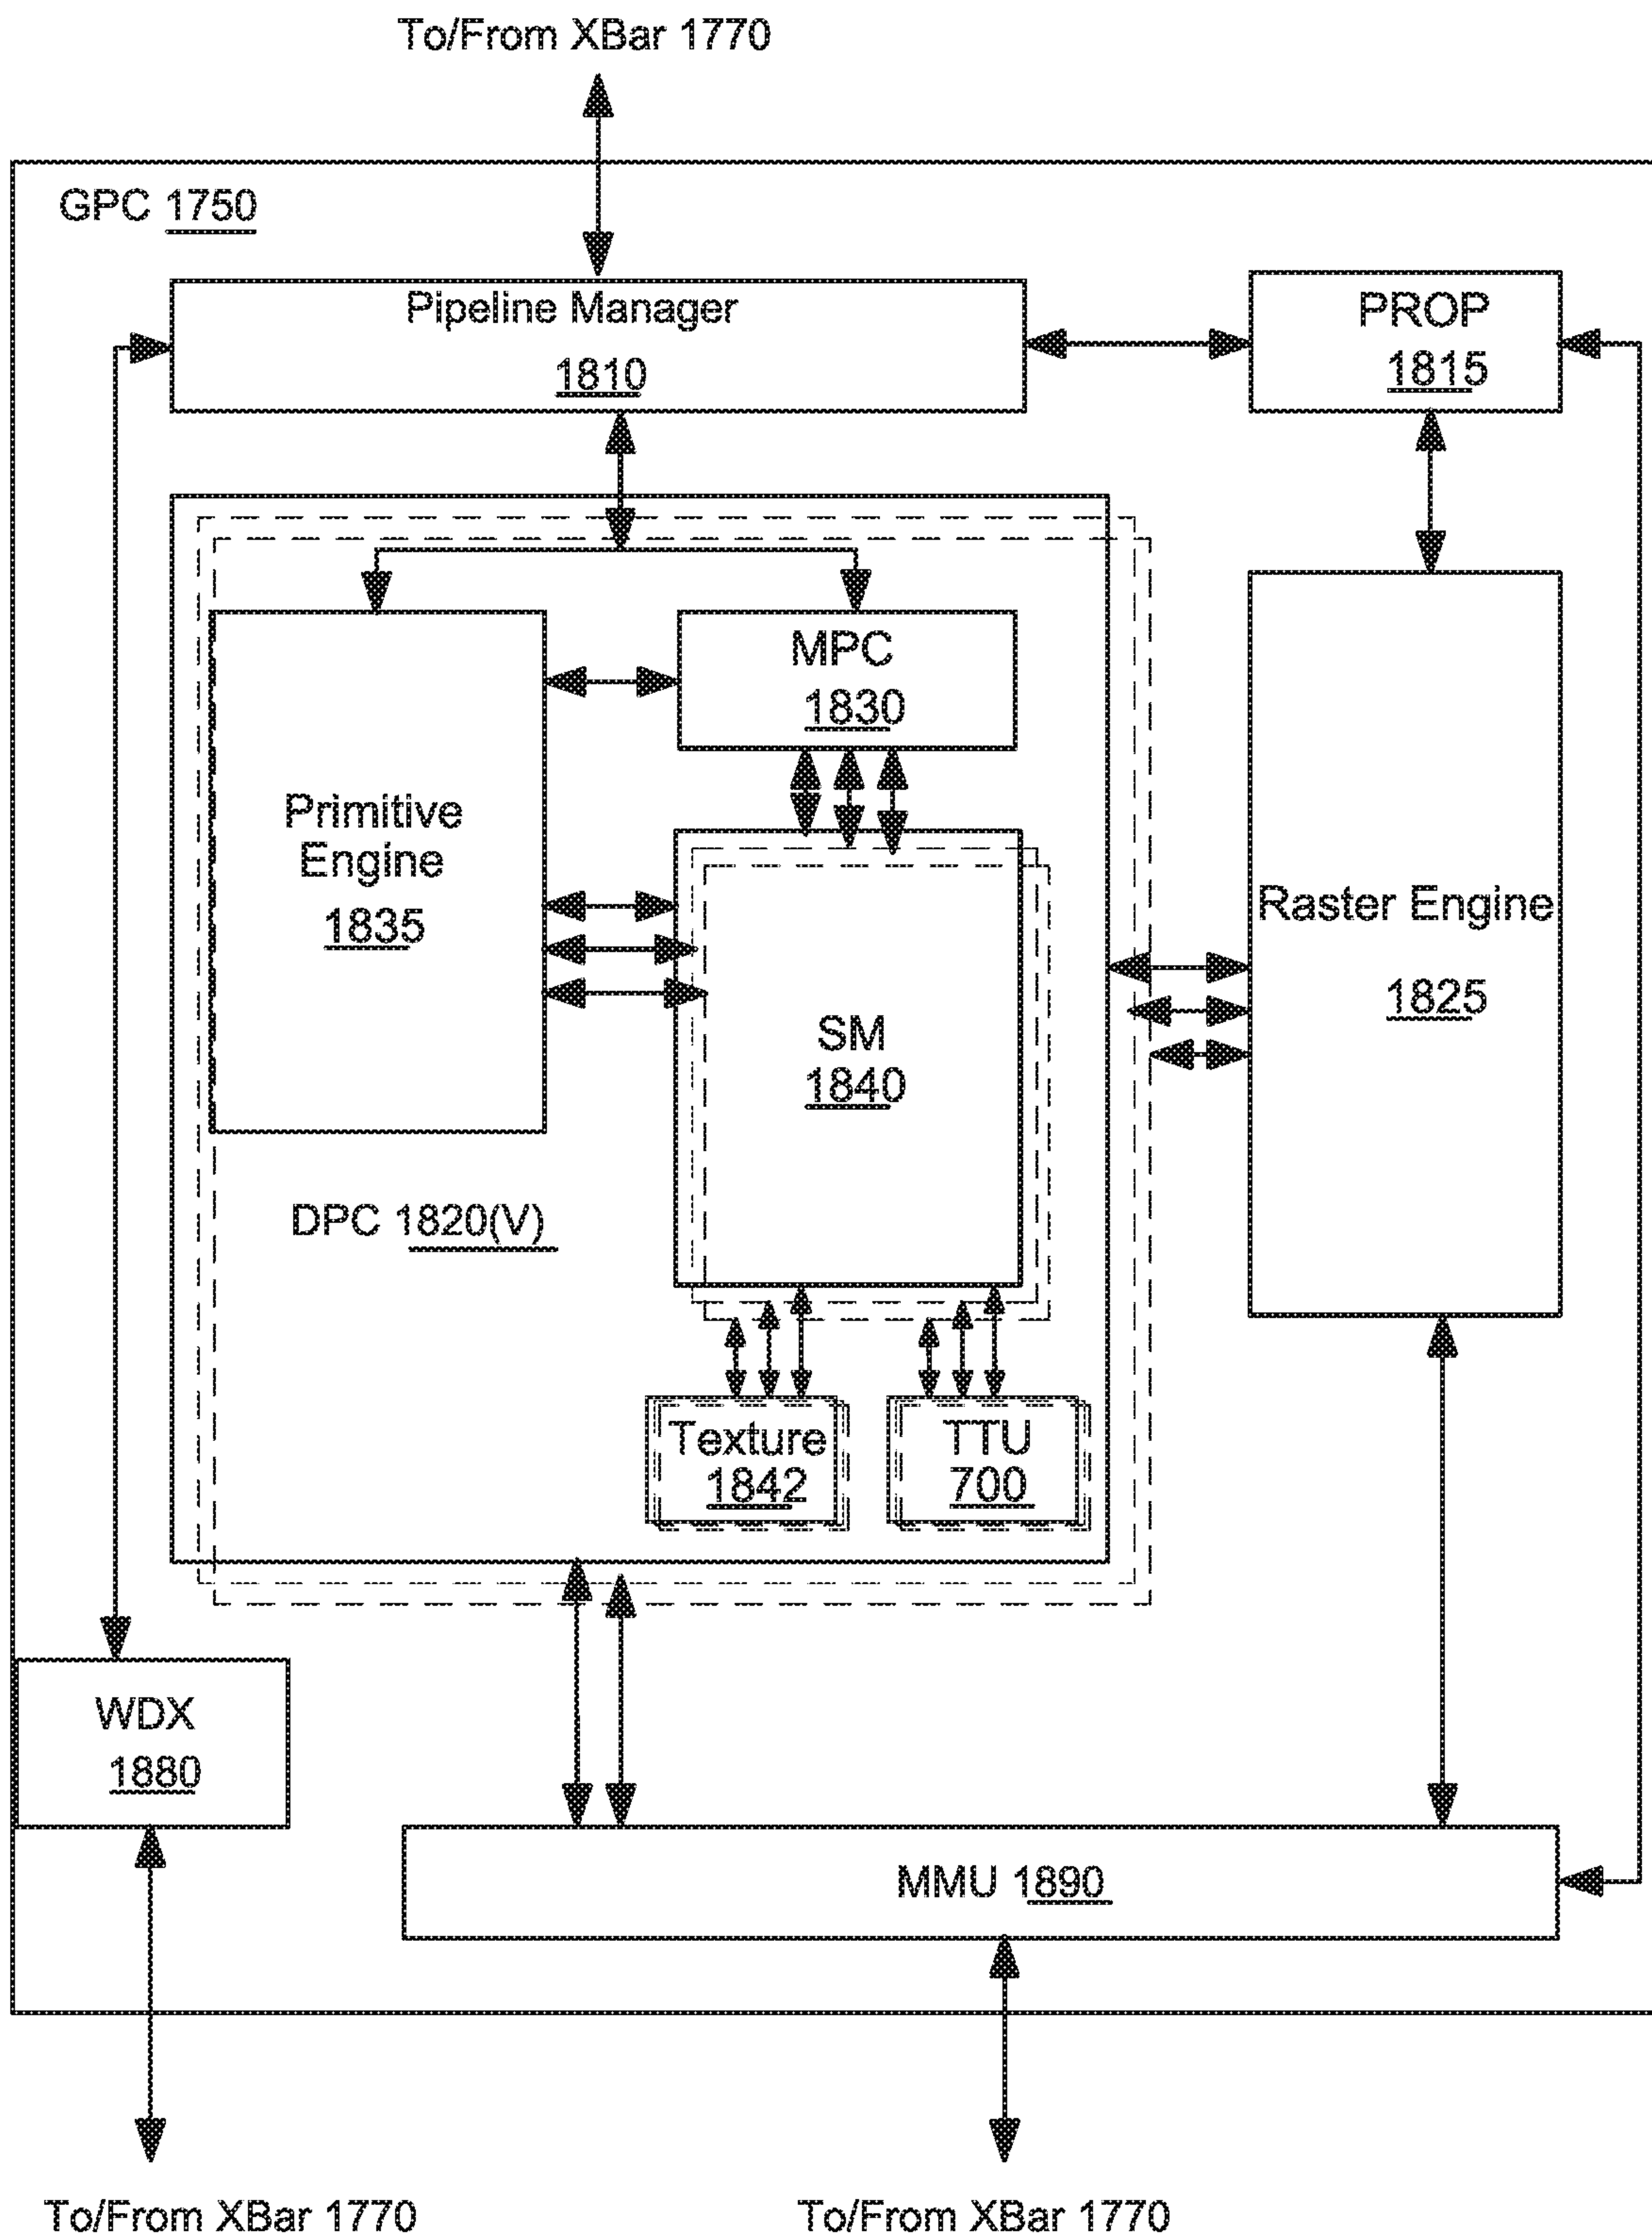 To/From XBar 1770
GPC 1750
Pipeline Manager
1810
PROP
1815
MPC
1830
Primitive
Engine
1835
Raster Engine
1825
SM
1840
DPC 1820(V)
Texture
1842
TTU
700
WDX
1880
MMU 1890
To/From XBar 1770
To/From XBar 1770